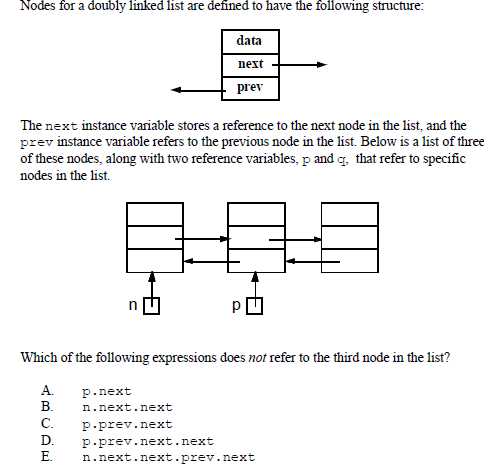 Nodes for a doubly linked list are defined to have the following structure:
data
next
prev
The next instance variable stores a reference to the next node in the list, and the
prev instance variable refers to the previous node in the list. Below is a list of three
of these nodes, along with two reference variables, p and q, that refer to specific
nodes in the list.
n p
Which of the following expressions does not refer to the third node in the list?
A. p.next
B. n.next.next
C. p.prev.next
D. p.prev.next.next
E. n.next.next.prev.next